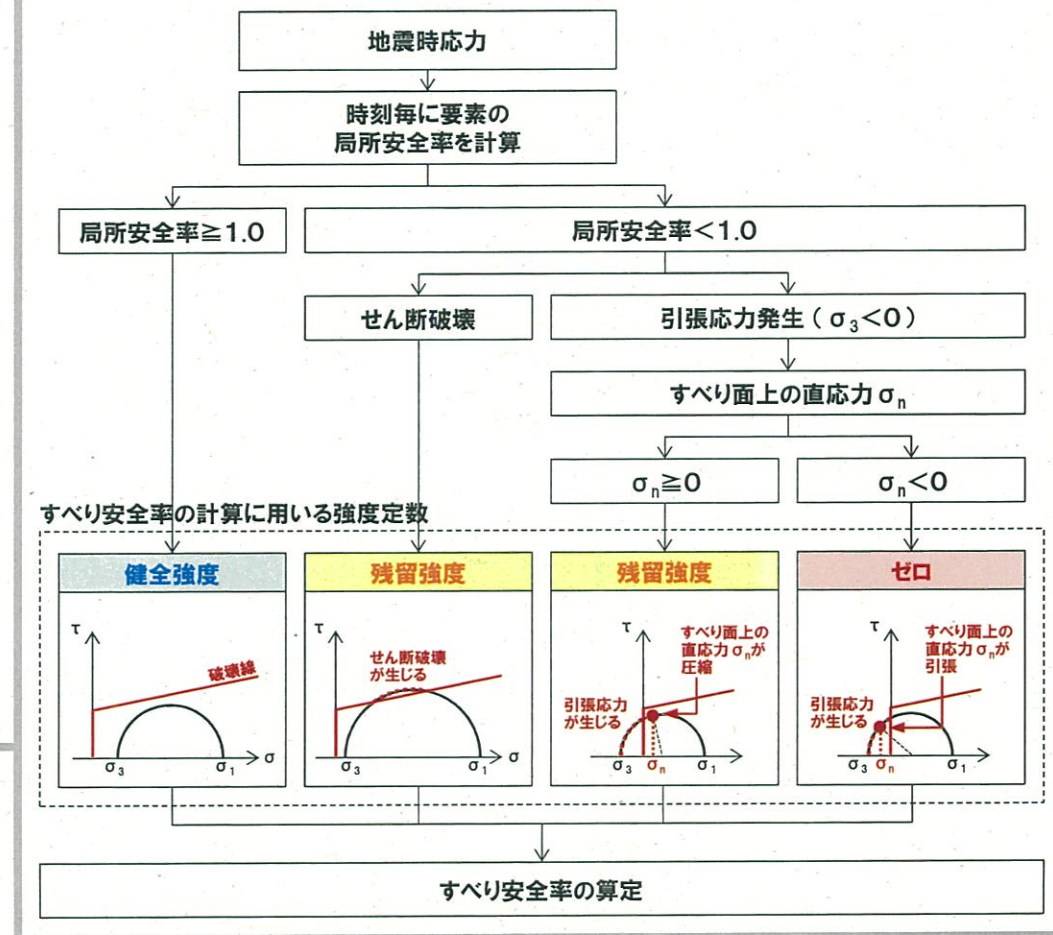 地震時応力
時刻毎に要素の
局所安全率を計算
局所安全率≧1.0
局所安全率<1.0
せん断破壊
引張応力発生(σ3<0)
すべり面上の直応力σn
σn≧0
σn<0
すべり安全率の計算に用いる強度定数
健全強度
残留強度
残留強度
ゼロ
τ
破壊線
σ3
σ1
σ
τ
せん断破壊
が生じる
σ3
σ1
σ
τ
すべり面上の
直応力σnが
圧縮
引張応力
が生じる
σ3
σn
σ1
τ
すべり面上の
直応力σnが
引張
引張応力
が生じる
σ3
σn
σ1
すべり安全率の算定